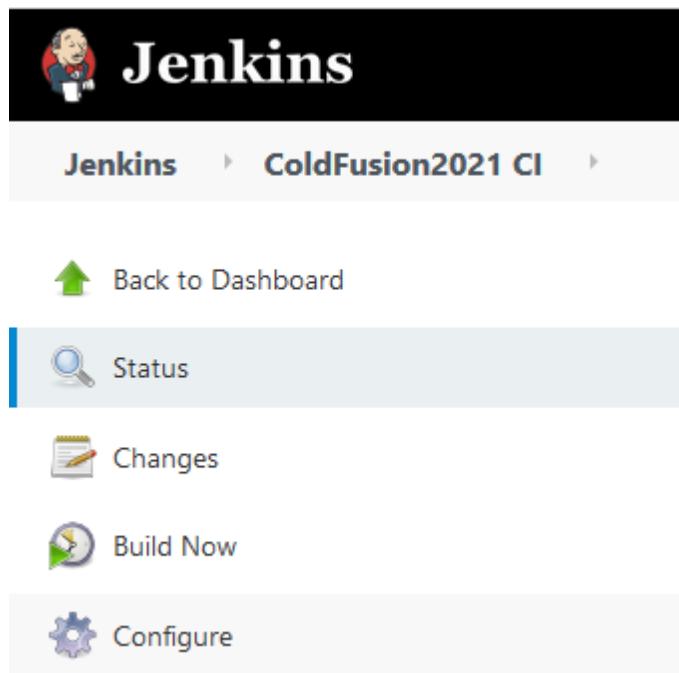 Jenkins
Jenkins ColdFusion2021 CI
Back to Dashboard
Status
Changes
Build Now
Configure